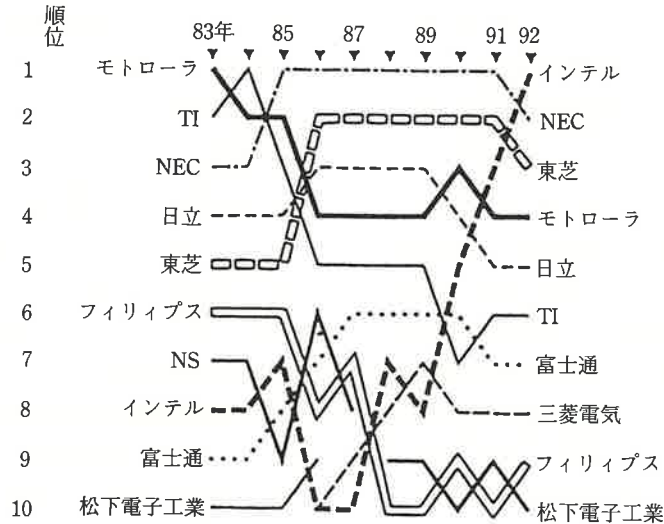 順位
83年 85 87 89 91 92
1 モトローラ インテル
2 TI NEC
3 NEC 東芝
4 日立 モトローラ
5 東芝 日立
6 フィリィプス TI
7 NS 富士通
8 インテル 三菱電気
9 富士通 フィリィプス
10 松下電子工業 松下電子工業